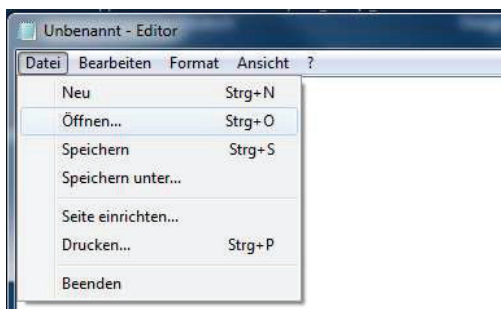 Unbenannt - Editor
Datei Bearbeiten Format Ansicht ?
Neu Strg+N
Öffnen... Strg+O
Speichern Strg+S
Speichern unter...
Seite einrichten...
Drucken... Strg+P
Beenden